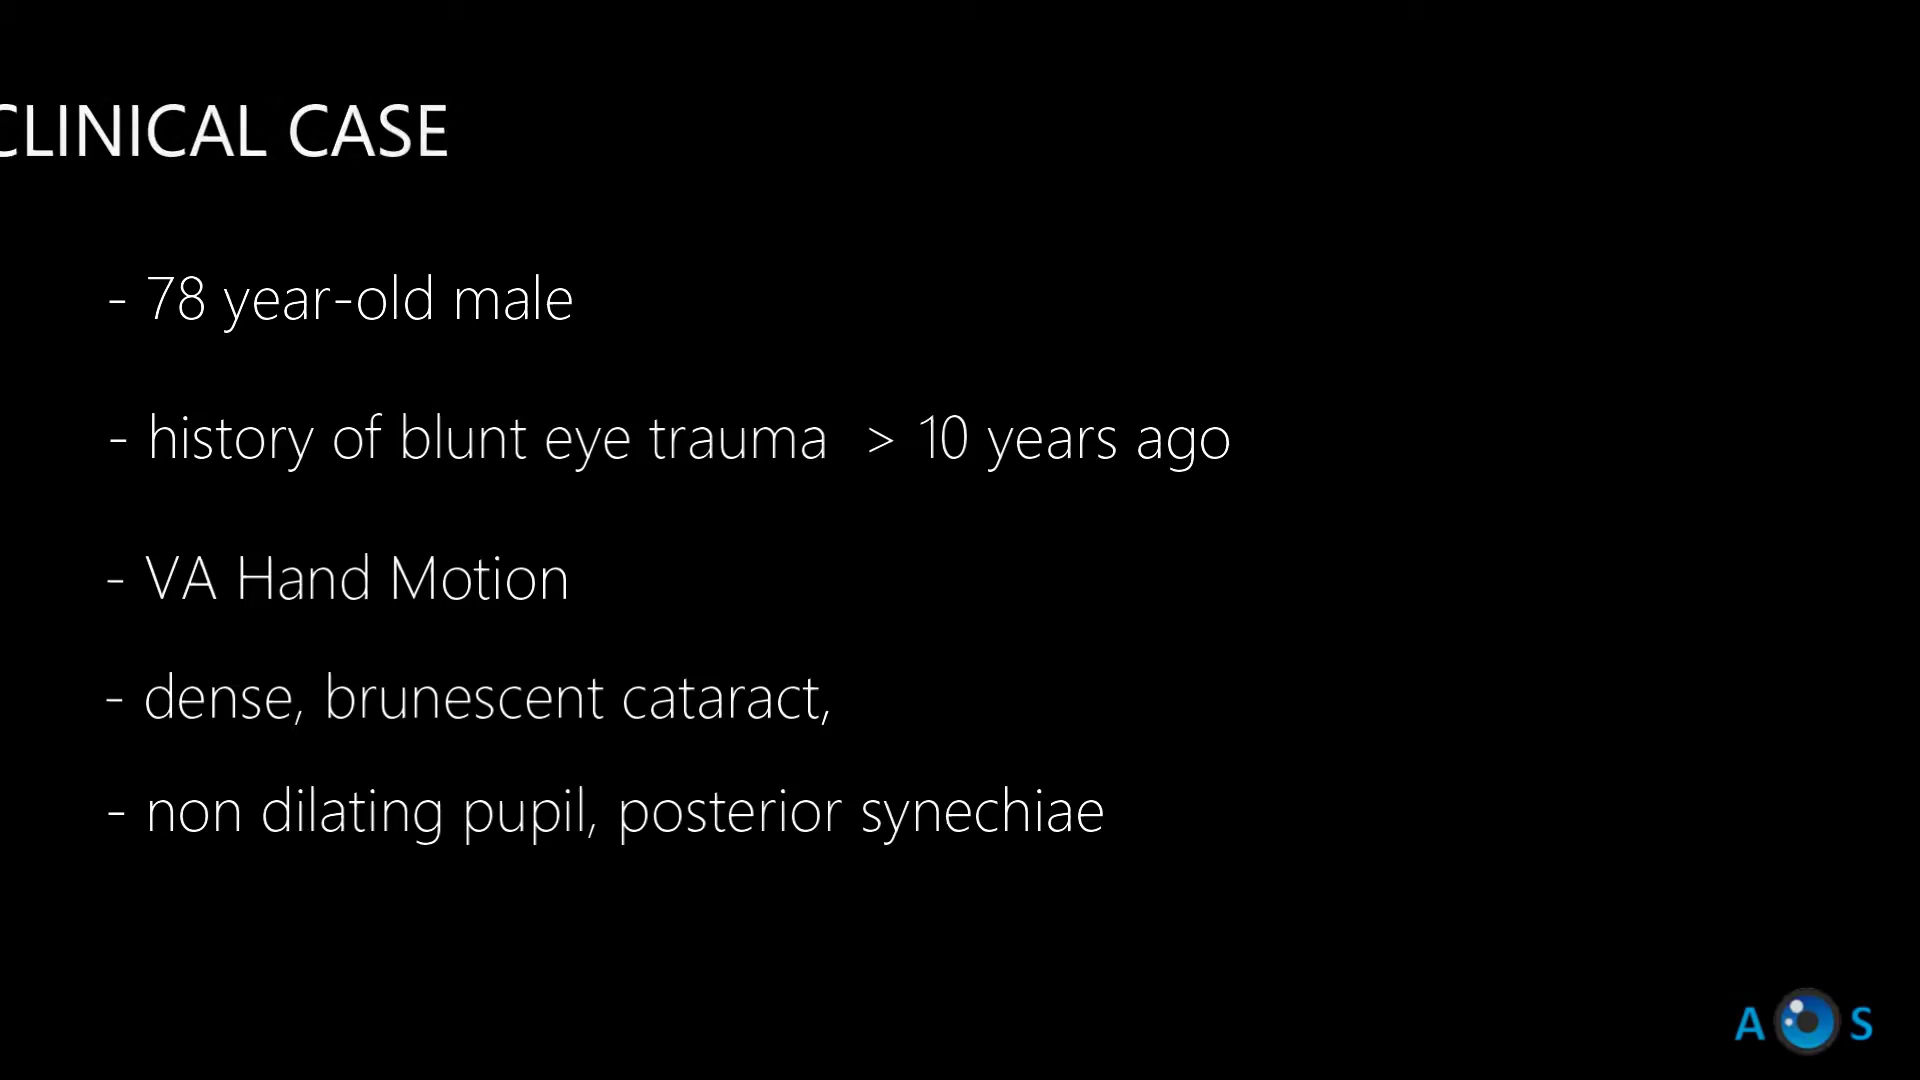 CLINICAL CASE
- 78 year-old male
- history of blunt eye trauma > 10 years ago
- VA Hand Motion
- dense, brunescent cataract,
- non dilating pupil, posterior synechiae
A S